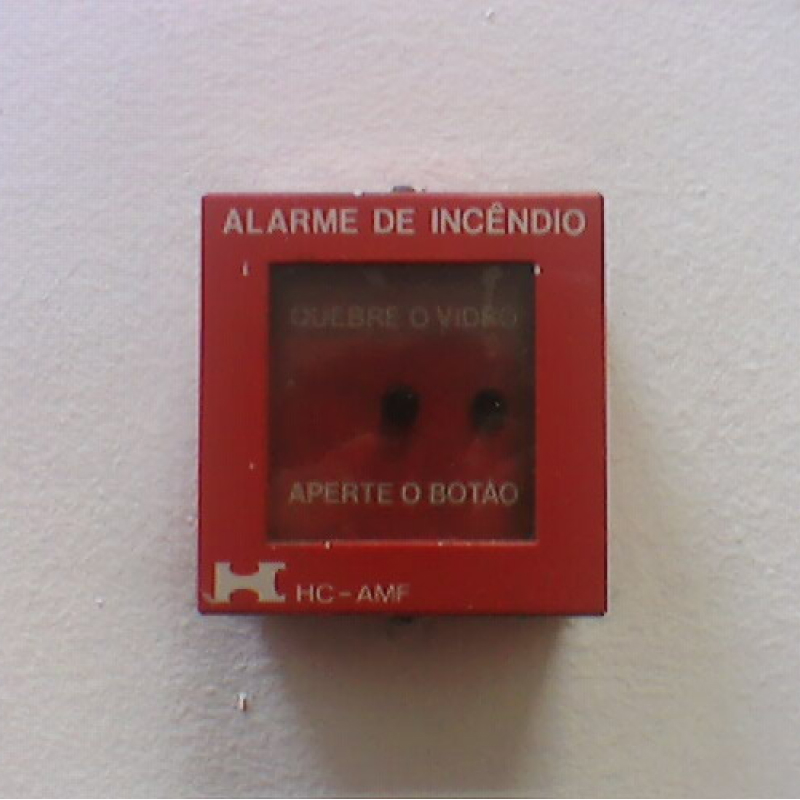 ALARME DE INCÊNDIO
QUEBRE O VIDRO
APERTE O BOTÃO
HC-AMF